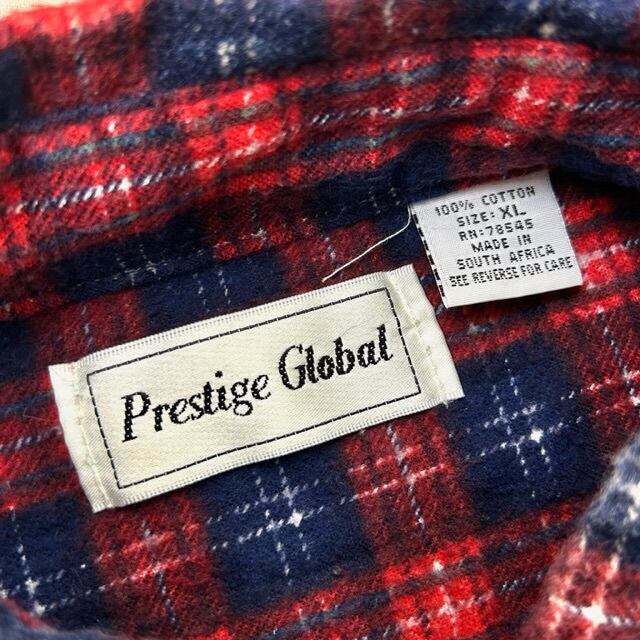 100% COTTON
SIZE: XL
RN-78545
MADE IN
SOUTH AFRICA
SEE REVERSE FOR CARE
Prestige Global